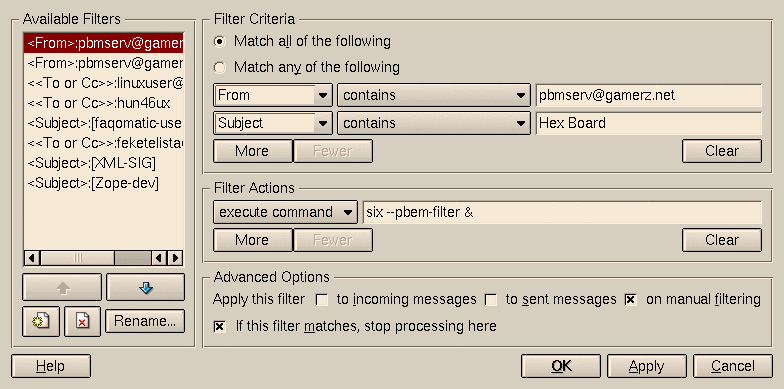 Available Filters
<From>:pbmserv@gamer
<From>:pbmserv@gamer
<<To or Cc>>:linuxuser@
<<To or Cc>>:hun46ux
<Subject>:[faqomatic-use
<<To or Cc>>:feketelista
<Subject>:[XML-SIG]
<Subject>:[Zope-dev]
Rename...
Filter Criteria
Match all of the following
Match any of the following
From contains pbmserv@gamerz.net
Subject contains Hex Board
More Fewer Clear
Filter Actions
execute command six --pbem-filter &
More Fewer Clear
Advanced Options
Apply this filter to incoming messages to sent messages on manual filtering
If this filter matches, stop processing here
Help OK Apply Cancel